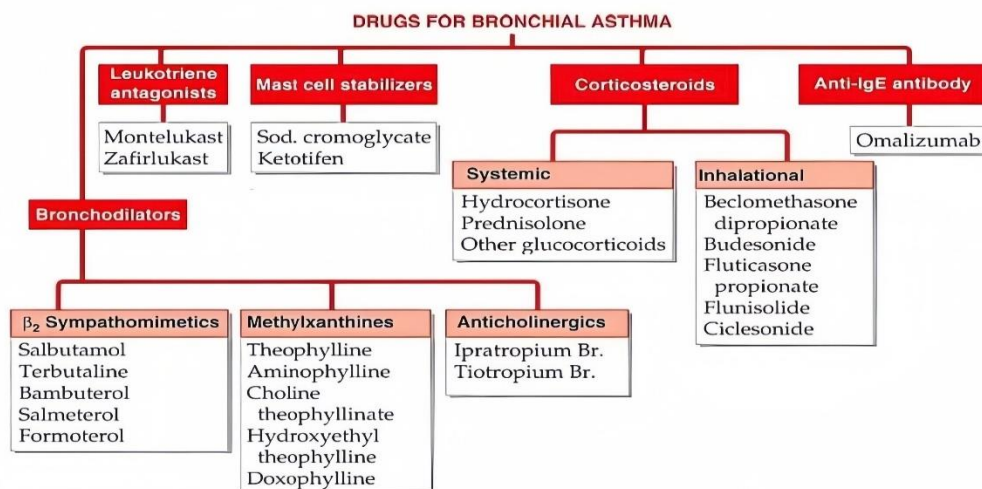 DRUGS FOR BRONCHIAL ASTHMA
Leukotriene
antagonists
Montelukast
Zafirlukast
Mast cell stabilizers
Sod. cromoglycate
Ketotifen
Corticosteroids
Systemic
Hydrocortisone
Prednisolone
Other glucocorticoids
Inhalational
Beclomethasone
dipropionate
Budesonide
Fluticasone
propionate
Flunisolide
Ciclesonide
Anti-IgE antibody
Omalizumab
Bronchodilators
β₂ Sympathomimetics
Salbutamol
Terbutaline
Bambuterol
Salmeterol
Formoterol
Methylxanthines
Theophylline
Aminophylline
Choline
theophyllinate
Hydroxyethyl
theophylline
Doxophylline
Anticholinergics
Ipratropium Br.
Tiotropium Br.